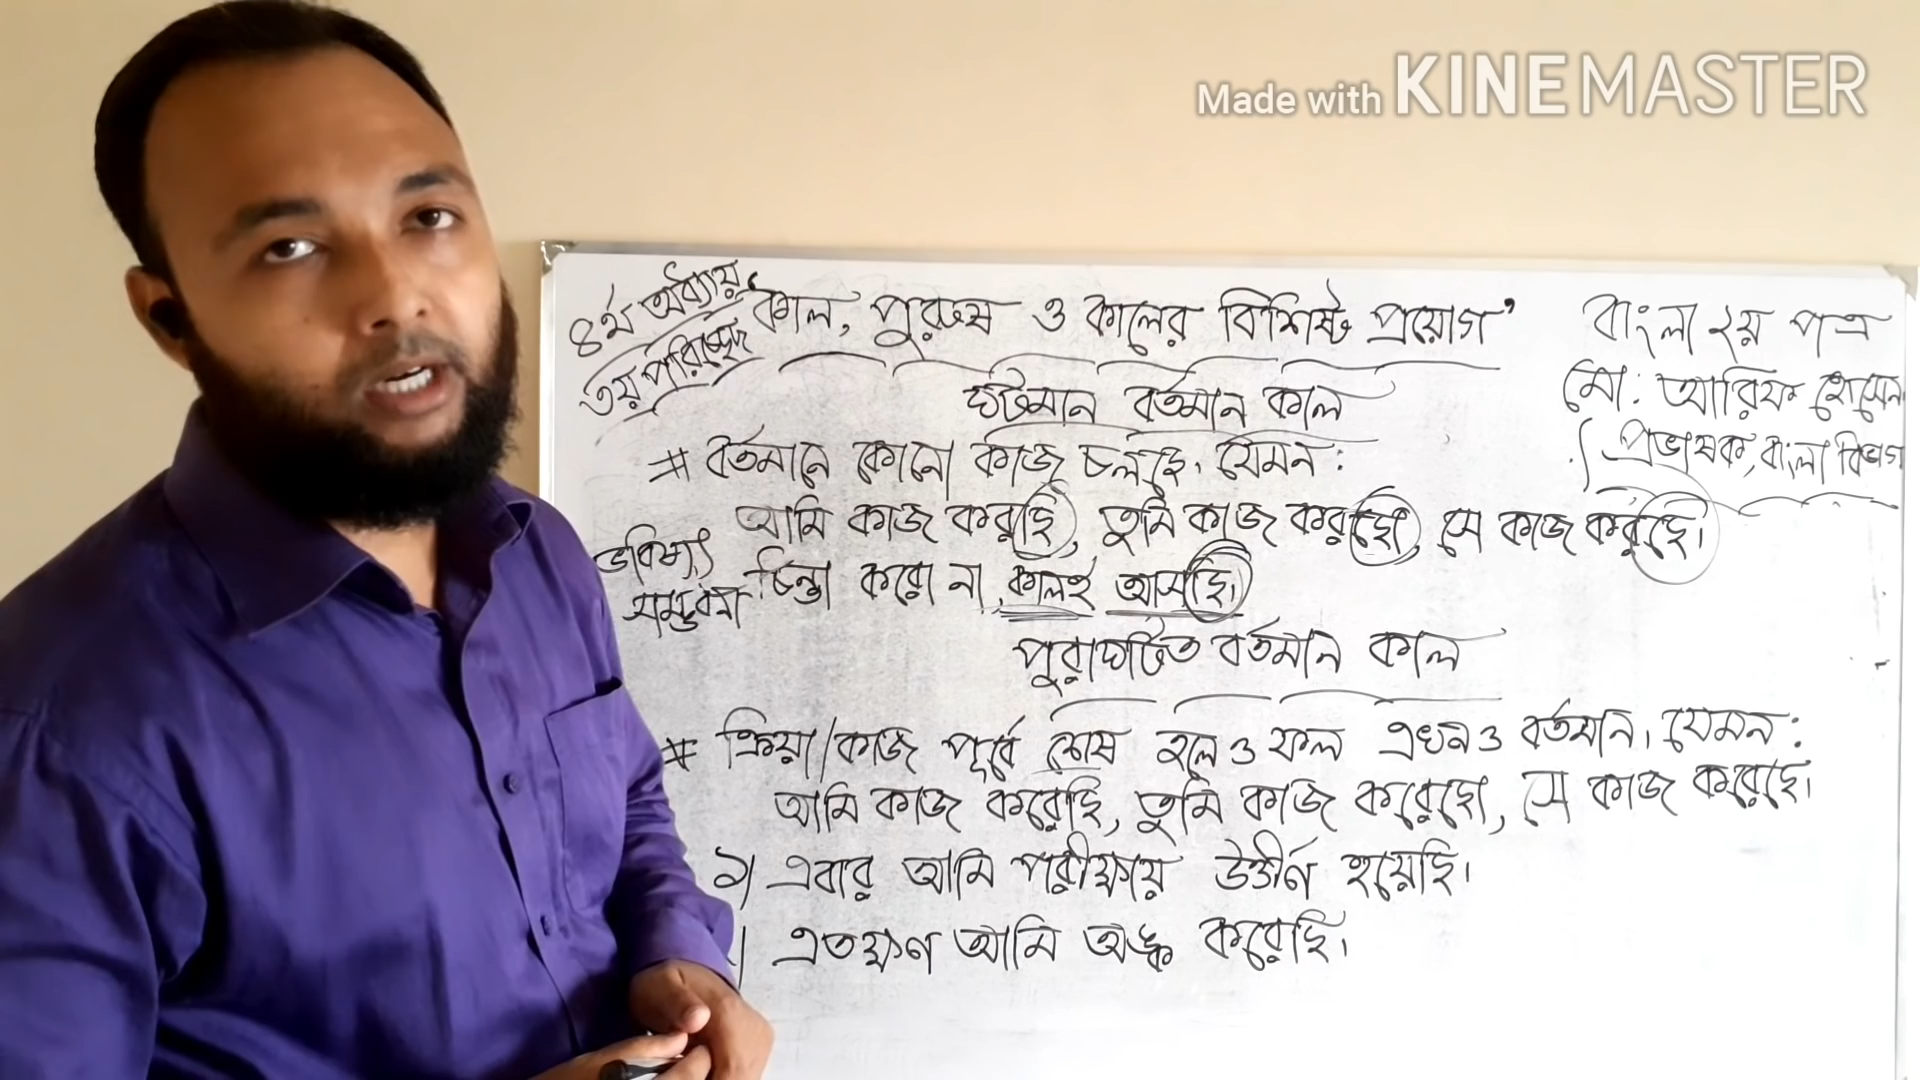 Made with KINEMASTER
৪র্থ অধ্যায়
৩য় পরিচ্ছেদ
‘কাল, পুরুষ ও কালের বিশিষ্ট প্রয়োগ’
বাংলা ২য় পত্র
মো: আরিফ হোসেন
প্রভাষক, বাংলা বিভাগ
ঘটমান বর্তমান কাল
# বর্তমানে কোনো কাজ চলছে। যেমন:
আমি কাজ করছি, তুমি কাজ করছো, সে কাজ করছে।
ভবিষ্যৎ
সম্ভবনা
চিন্তা করো না, কালই আসছি।
পুরাঘটিত বর্তমান কাল
# ক্রিয়া/কাজ পূর্বে শেষ হলেও ফল এখনও বর্তমান। যেমন:
আমি কাজ করেছি, তুমি কাজ করেছো, সে কাজ করেছে।
১) এবার আমি পরীক্ষায় উত্তীর্ণ হয়েছি।
) এতক্ষণ আমি অঙ্ক করেছি।